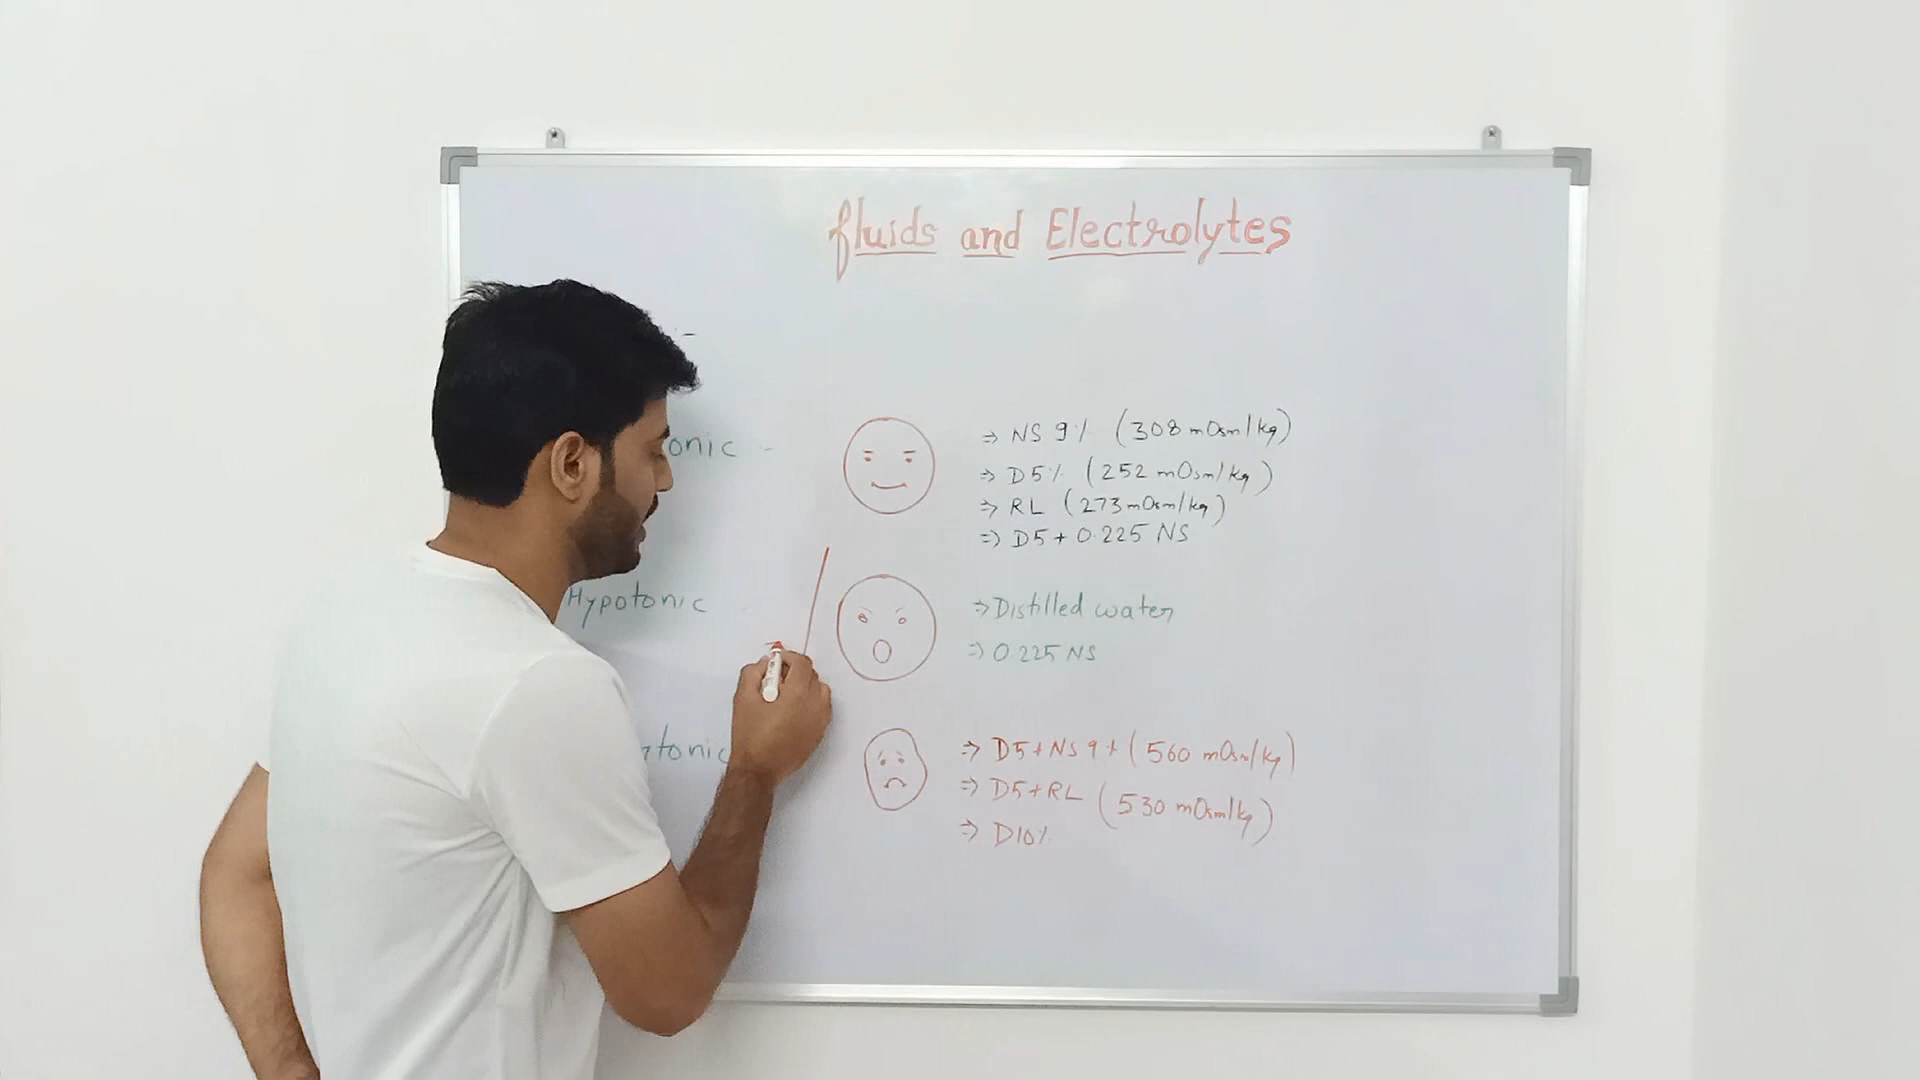 fluids and Electrolytes
onic -
⇒ NS 9% (308 mOsm/kg)
⇒ D5% (252 mOsm/kg)
⇒ RL (273 mOsm/kg)
⇒ D5 + 0.225 NS
Hypotonic
⇒ Distilled water
⇒ 0.225 NS
rtonic
⇒ D5+NS 9% (560 mOsm/kg)
⇒ D5+RL (530 mOsm/kg)
⇒ D10%